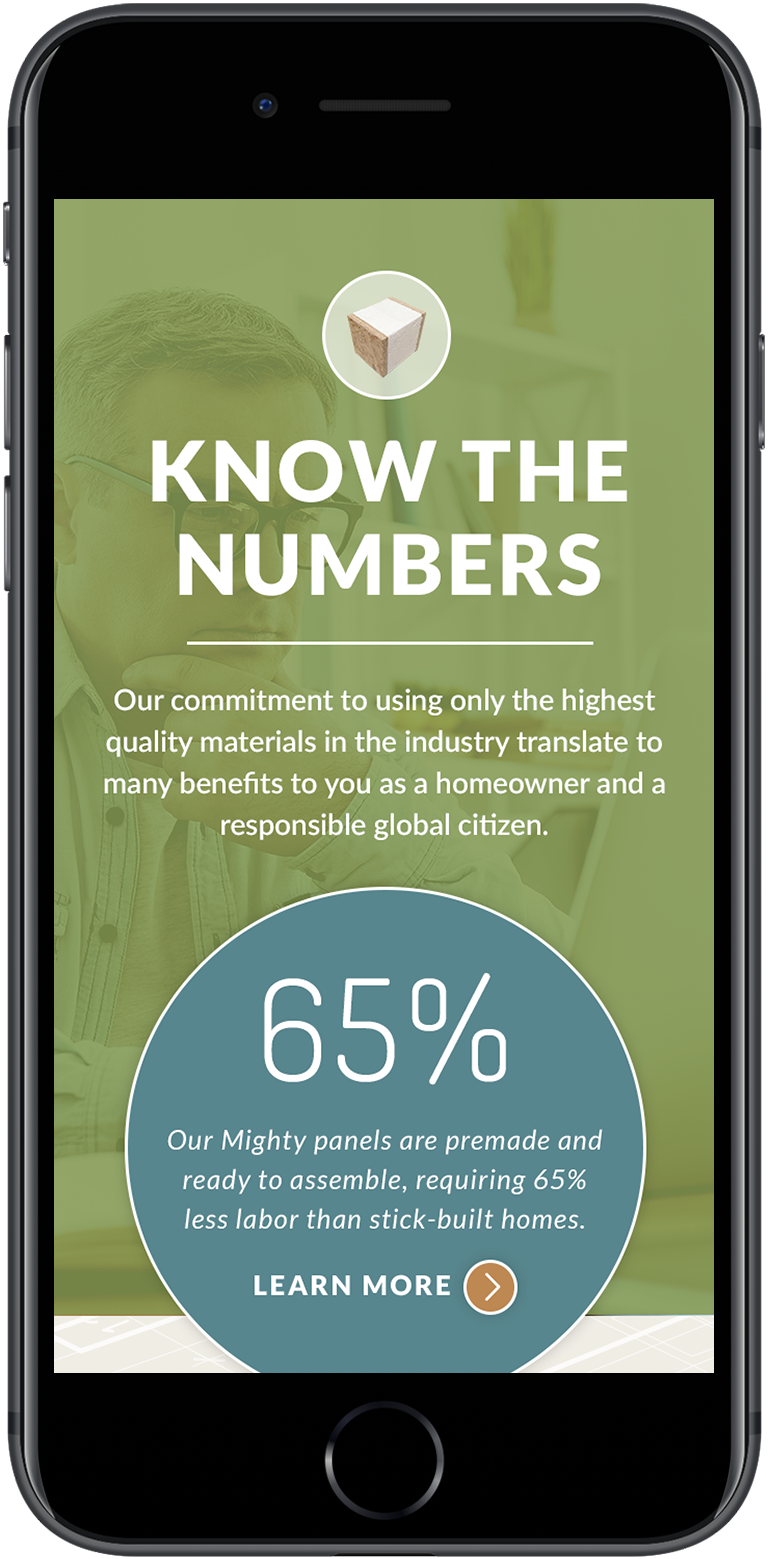 KNOW THE
NUMBERS
Our commitment to using only the highest
quality materials in the industry translate to
many benefits to you as a homeowner and a
responsible global citizen.
65%
Our Mighty panels are premade and
ready to assemble, requiring 65%
less labor than stick-built homes.
LEARN MORE